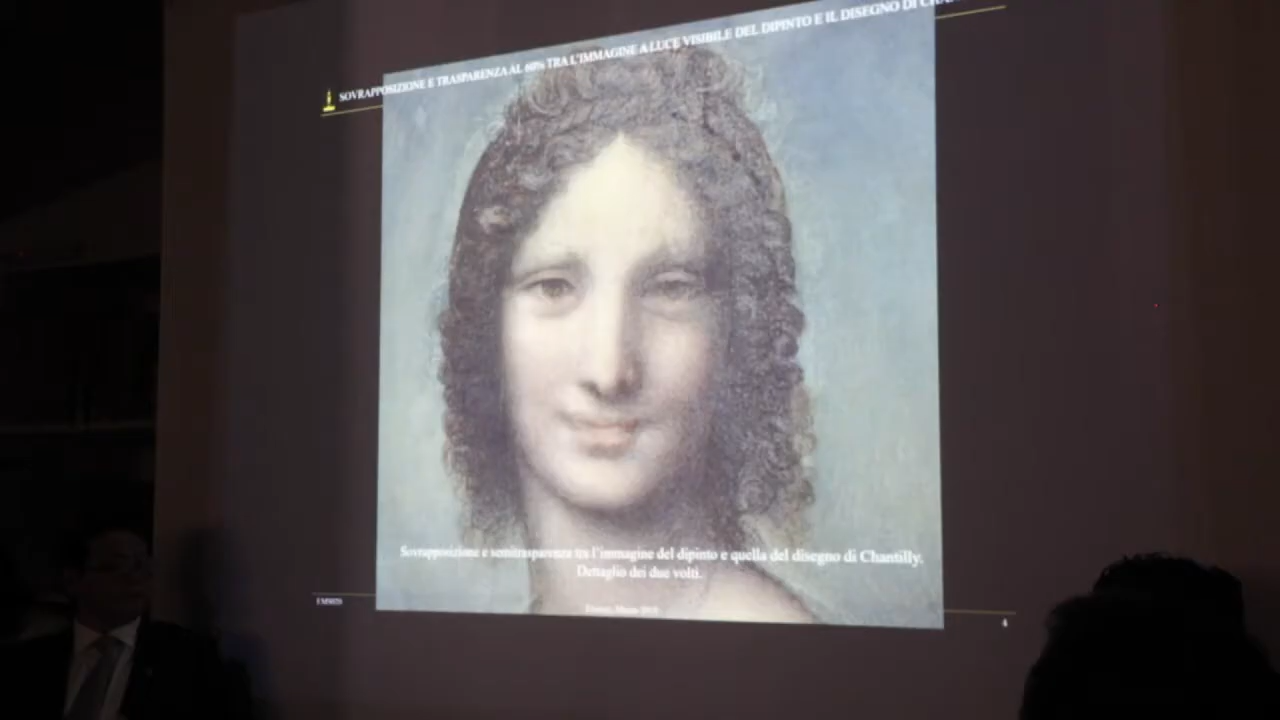 SOVRAPPOSIZIONE E TRASPARENZA AL 60% TRA L'IMMAGINE A LUCE VISIBILE DEL DIPINTO E IL DISEGNO DI
Sovrapposizione e semitrasparenza tra l'immagine del dipinto e quella del disegno di Chantilly.
Dettaglio dei due volti.
4